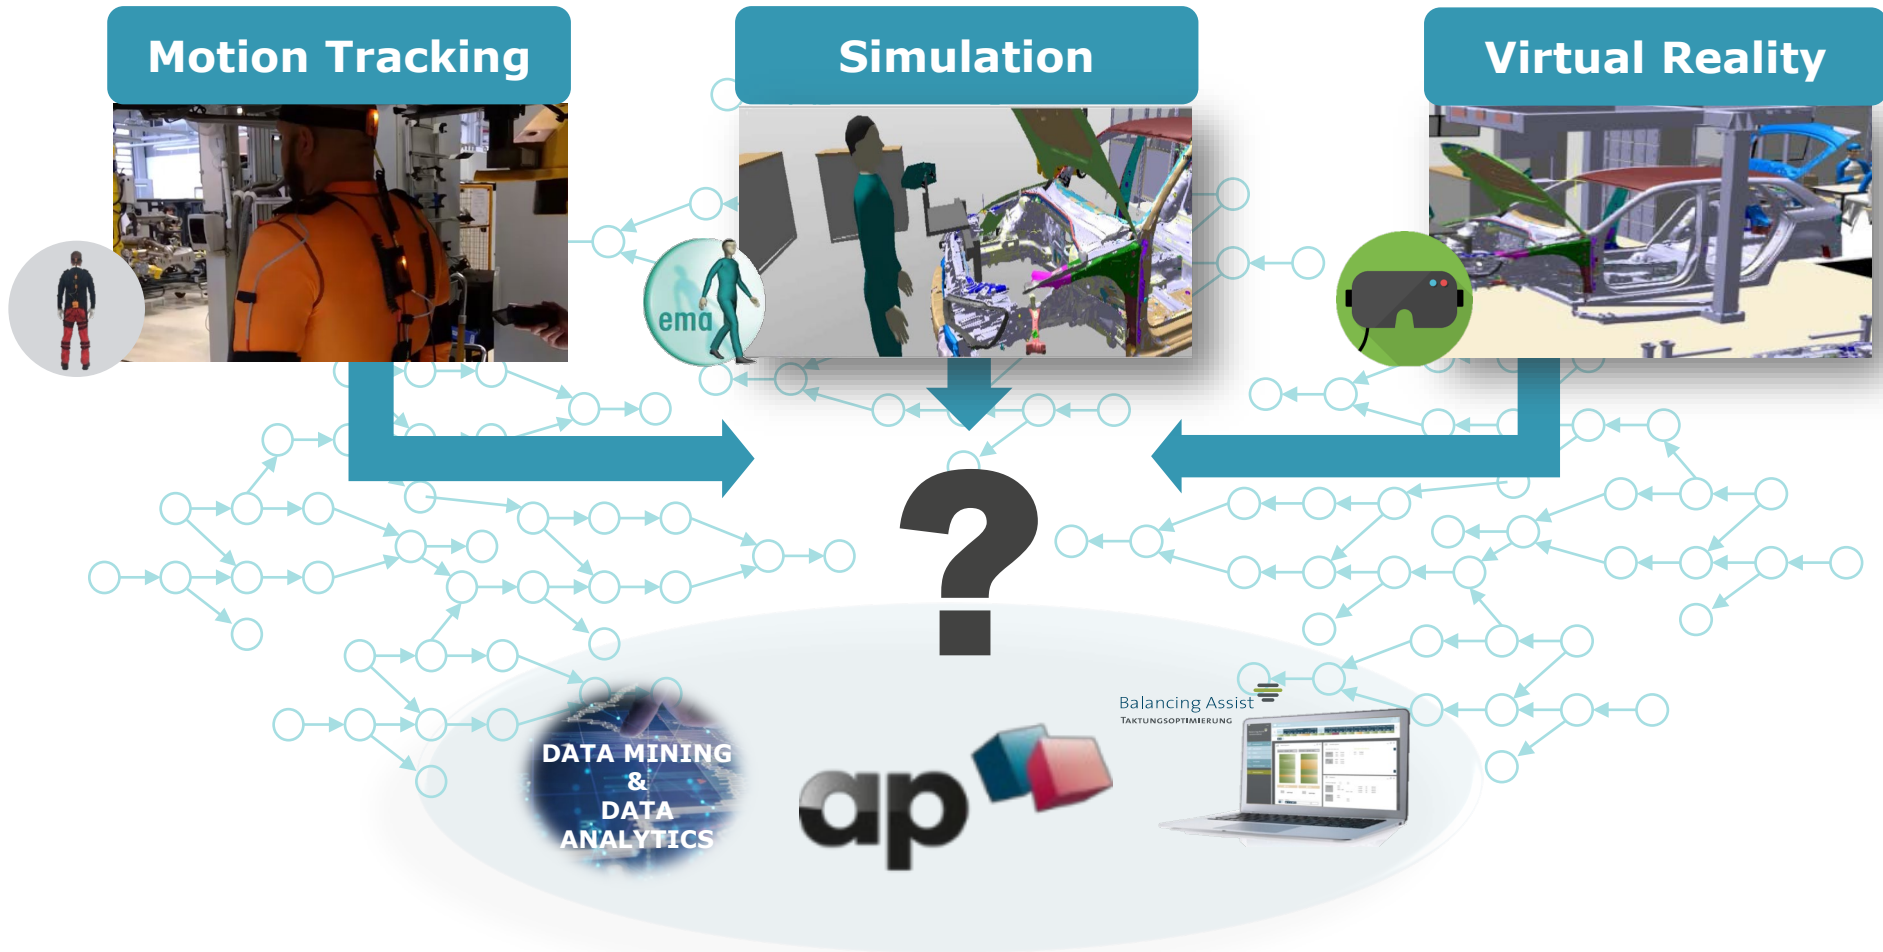 Motion Tracking
Simulation
Virtual Reality
ema
?
Balancing Assist
TAKTUNGSOPTIMIERUNG
DATA MINING
&
DATA
ANALYTICS
ap